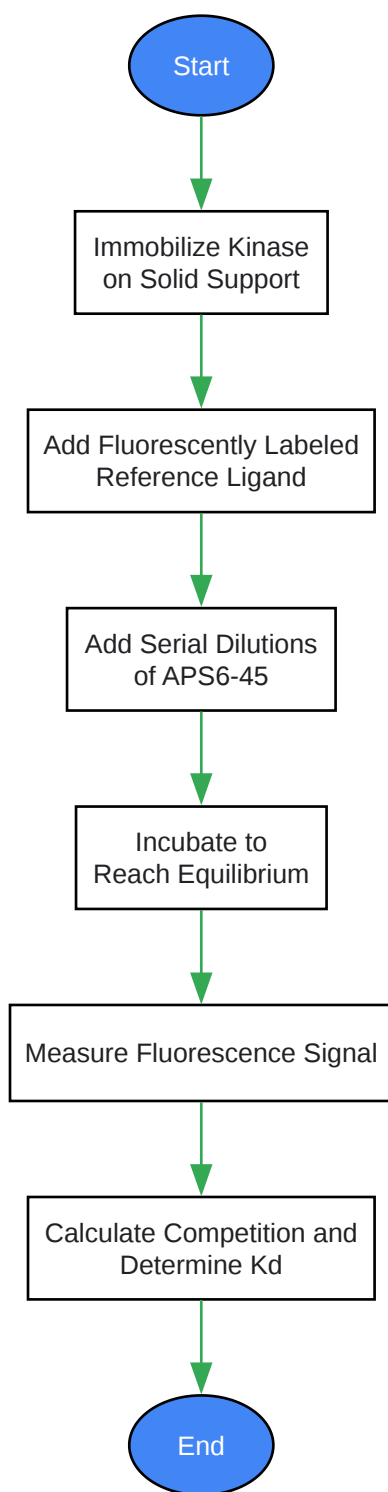 Start
Immobilize Kinase
on Solid Support
Add Fluorescently Labeled
Reference Ligand
Add Serial Dilutions
of APS6-45
Incubate to
Reach Equilibrium
Measure Fluorescence Signal
Calculate Competition and
Determine Kd
End